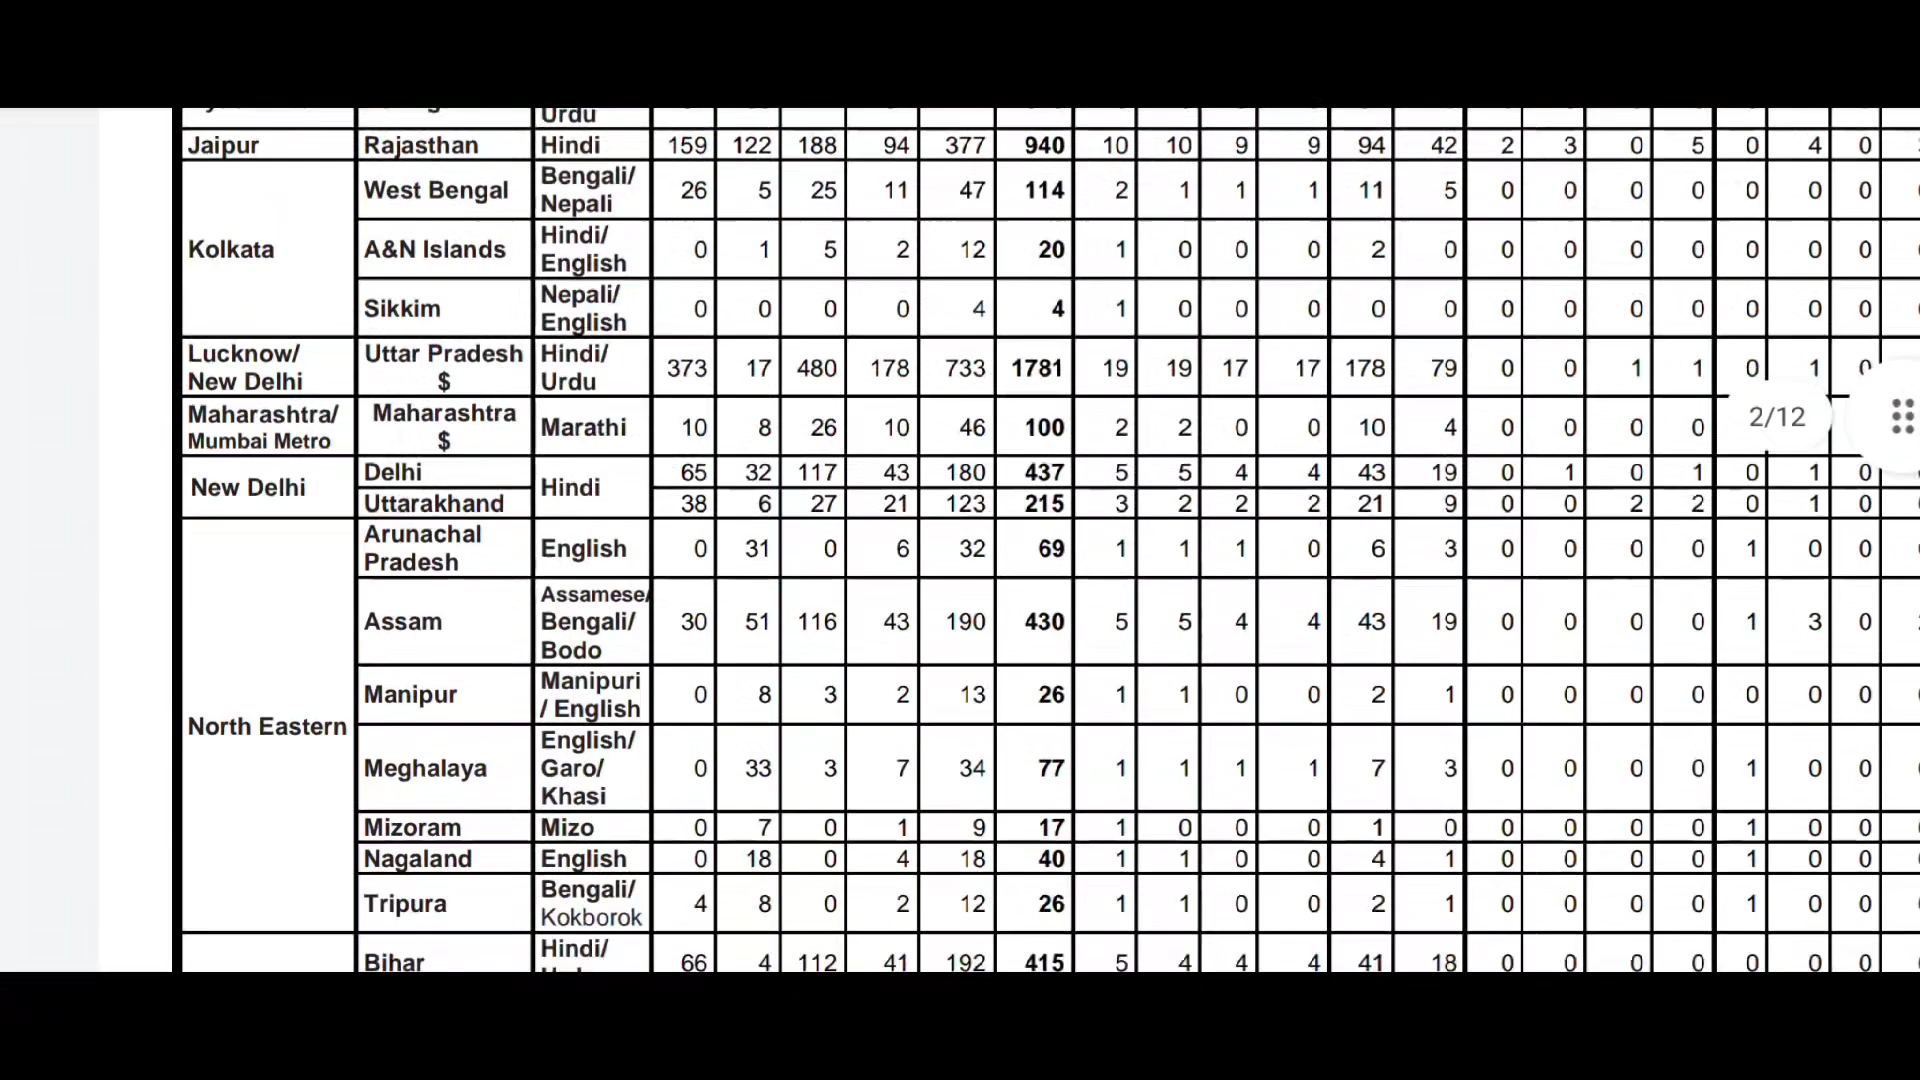 Urdu
Jaipur Rajasthan Hindi 159 122 188 94 377 940 10 10 9 9 94 42 2 3 0 5 0 4 0
Kolkata
West Bengal Bengali/
Nepali 26 5 25 11 47 114 2 1 1 1 11 5 0 0 0 0 0 0 0
A&N Islands Hindi/
English 0 1 5 2 12 20 1 0 0 0 2 0 0 0 0 0 0 0 0
Sikkim Nepali/
English 0 0 0 0 4 4 1 0 0 0 0 0 0 0 0 0 0 0 0
Lucknow/
New Delhi
Uttar Pradesh
$
Hindi/
Urdu 373 17 480 178 733 1781 19 19 17 17 178 79 0 0 1 1 0 1 0
Maharashtra/
Mumbai Metro
Maharashtra
$
Marathi 10 8 26 10 46 100 2 2 0 0 10 4 0 0 0 0
2/12
New Delhi
Delhi Hindi 65 32 117 43 180 437 5 5 4 4 43 19 0 1 0 1 0 1 0
Uttarakhand 38 6 27 21 123 215 3 2 2 2 21 9 0 0 2 2 0 1 0
North Eastern
Arunachal
Pradesh
English 0 31 0 6 32 69 1 1 1 0 6 3 0 0 0 0 1 0 0
Assam
Assamese/
Bengali/
Bodo 30 51 116 43 190 430 5 5 4 4 43 19 0 0 0 0 1 3 0
Manipur
Manipuri
/ English 0 8 3 2 13 26 1 1 0 0 2 1 0 0 0 0 0 0 0
Meghalaya
English/
Garo/
Khasi 0 33 3 7 34 77 1 1 1 1 7 3 0 0 0 0 1 0 0
Mizoram Mizo 0 7 0 1 9 17 1 0 0 0 1 0 0 0 0 0 1 0 0
Nagaland English 0 18 0 4 18 40 1 1 0 0 4 1 0 0 0 0 1 0 0
Tripura
Bengali/
Kokborok 4 8 0 2 12 26 1 1 0 0 2 1 0 0 0 0 1 0 0
Bihar
Hindi/
66 4 112 41 192 415 5 4 4 4 41 18 0 0 0 0 0 0 0